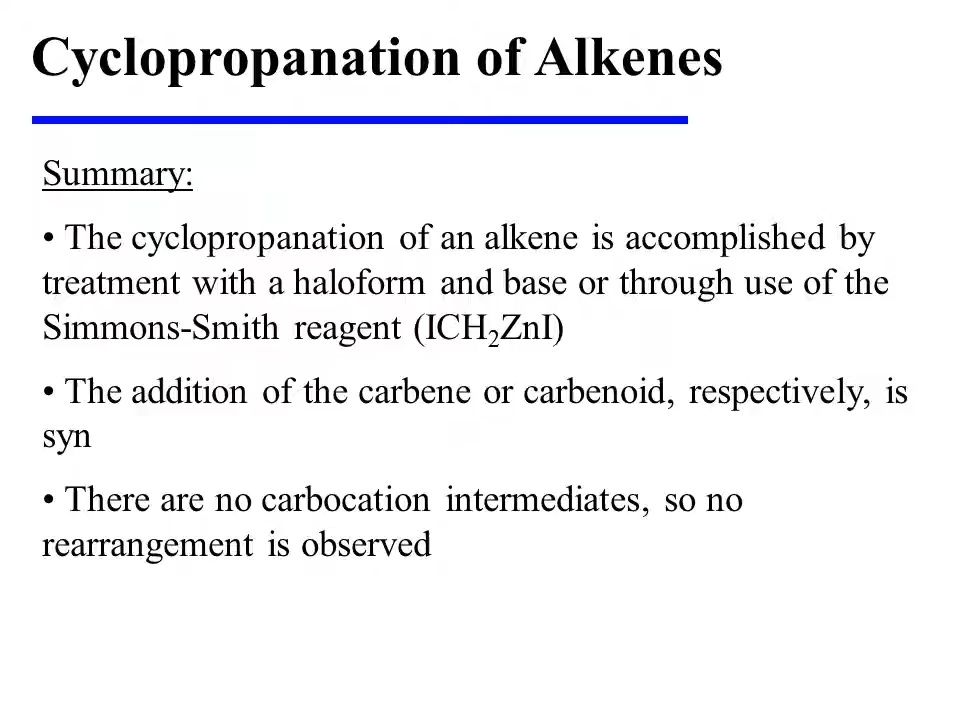 Cyclopropanation of Alkenes
Summary:
• The cyclopropanation of an alkene is accomplished by
treatment with a haloform and base or through use of the
Simmons-Smith reagent (ICH₂ZnI)
• The addition of the carbene or carbenoid, respectively, is
syn
• There are no carbocation intermediates, so no
rearrangement is observed